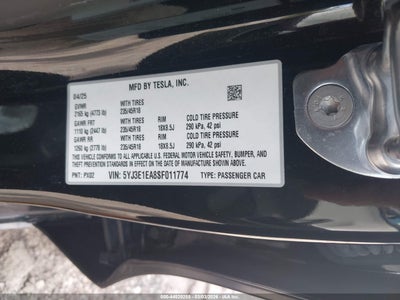 MFD BY TESLA, INC.
04/25
GVWR WITH TIRES
2165 kg (4773 lb) 235/45R18
GAWR FRT WITH TIRES RIM COLD TIRE PRESSURE
1110 kg (2447 lb) 235/45R18 18X8.5J 290 kPa, 42 psi
GAWR RR WITH TIRES RIM COLD TIRE PRESSURE
1260 kg (2778 lb) 235/45R18 18X8.5J 290 kPa, 42 psi
THIS VEHICLE CONFORMS TO ALL APPLICABLE U.S. FEDERAL MOTOR VEHICLE SAFETY, BUMPER, AND
THEFT PREVENTION STANDARDS IN EFFECT ON THE DATE OF
MANUFACTURE SHOWN ABOVE.
PNT: PX02 VIN: 5YJ3E1EA8SF011774 TYPE: PASSENGER CAR